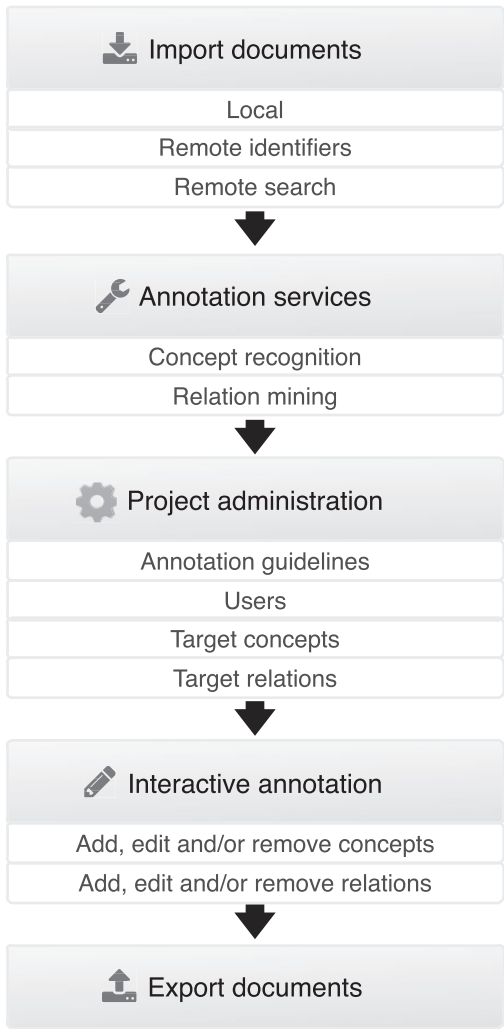 Import documents
Local
Remote identifiers
Remote search
Annotation services
Concept recognition
Relation mining
Project administration
Annotation guidelines
Users
Target concepts
Target relations
Interactive annotation
Add, edit and/or remove concepts
Add, edit and/or remove relations
Export documents